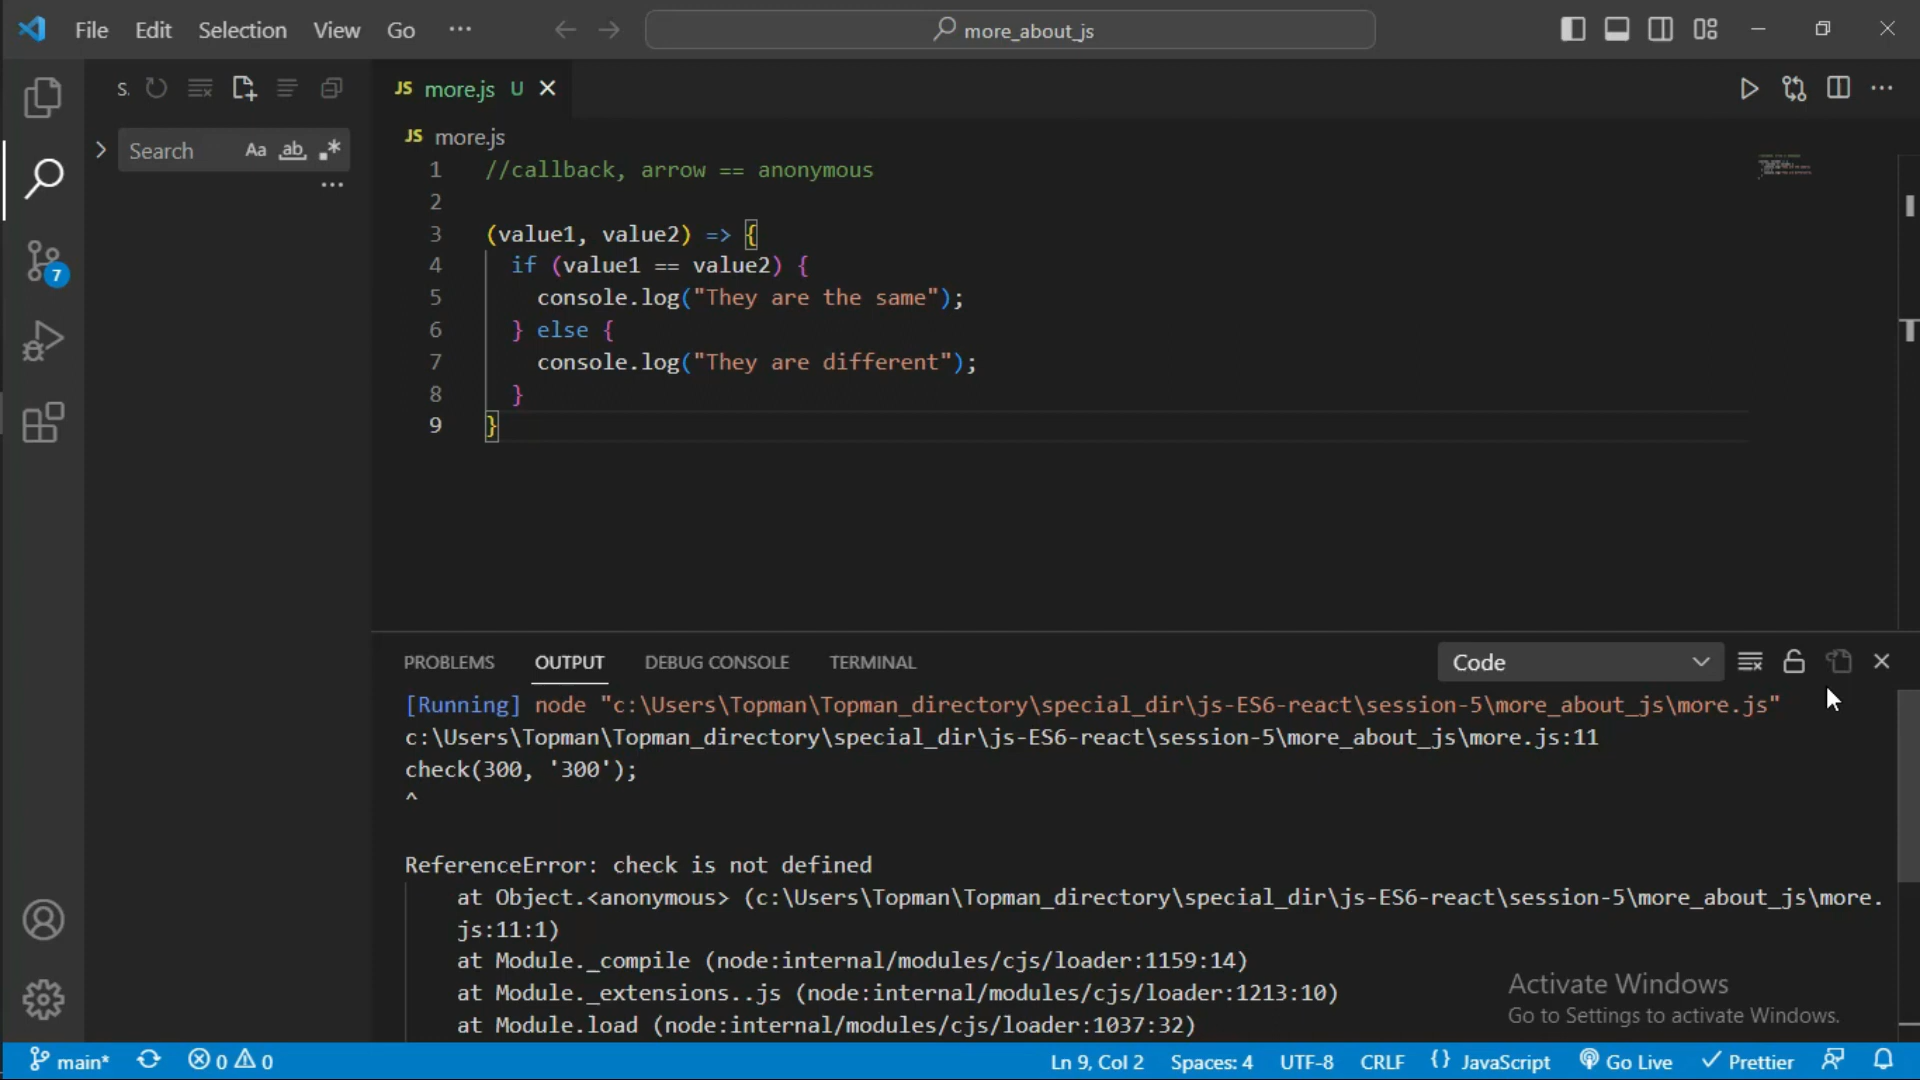 File Edit Selection View Go ··· more_about_js
S.
JS more.js U
Search Aa ab .*
···
JS more.js
1 //callback, arrow == anonymous
2
3 (value1, value2) => {
4 if (value1 == value2) {
5 console.log("They are the same");
6 } else {
7 console.log("They are different");
8 }
9 }
7
PROBLEMS OUTPUT DEBUG CONSOLE TERMINAL Code
[Running] node "c:\Users\Topman\Topman_directory\special_dir\js-ES6-react\session-5\more_about_js\more.js"
c:\Users\Topman\Topman_directory\special_dir\js-ES6-react\session-5\more_about_js\more.js:11
check(300, '300');
^
ReferenceError: check is not defined
at Object.<anonymous> (c:\Users\Topman\Topman_directory\special_dir\js-ES6-react\session-5\more_about_js\more.
js:11:1)
at Module._compile (node:internal/modules/cjs/loader:1159:14)
at Module._extensions..js (node:internal/modules/cjs/loader:1213:10)
at Module.load (node:internal/modules/cjs/loader:1037:32)
Activate Windows
Go to Settings to activate Windows.
main* 0 0 Ln 9, Col 2 Spaces: 4 UTF-8 CRLF {} JavaScript Go Live Prettier